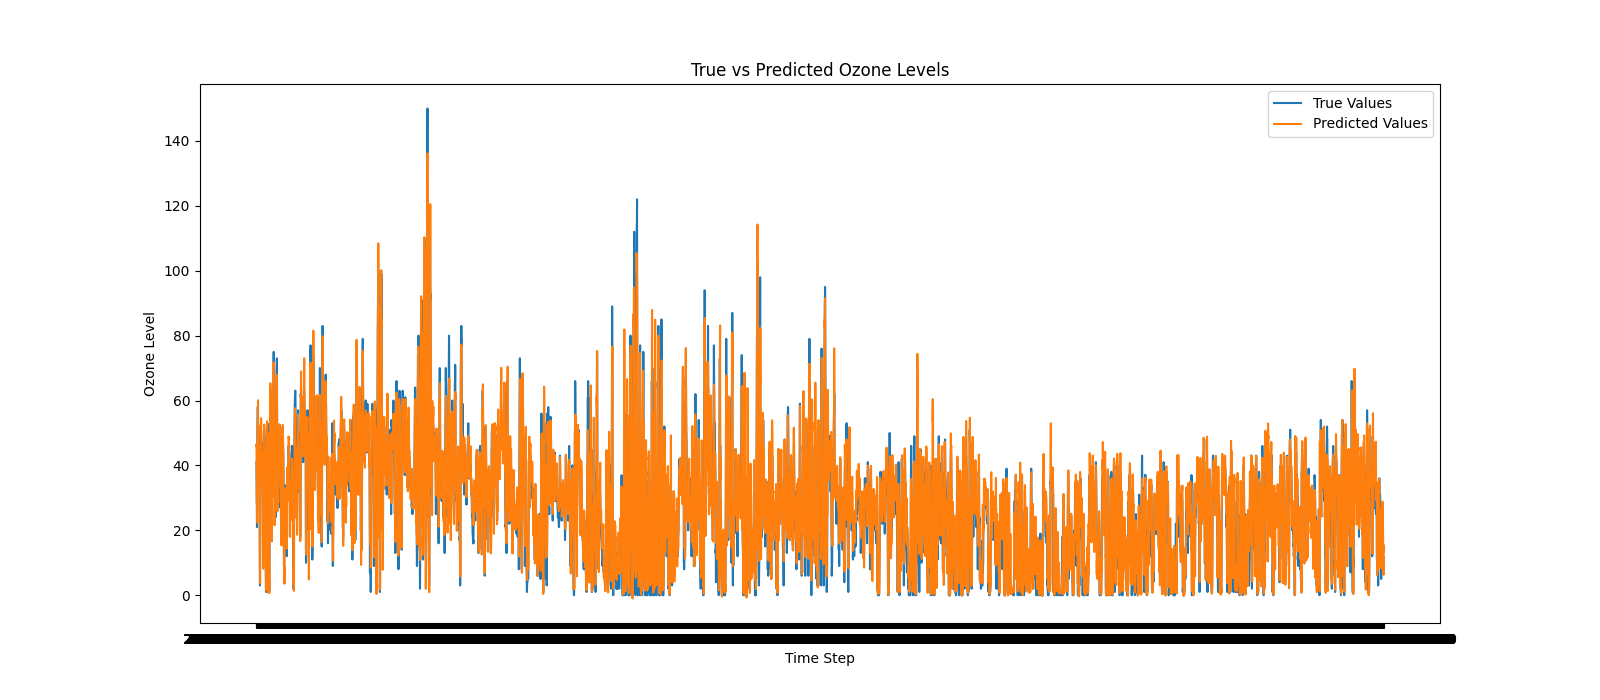 True vs Predicted Ozone Levels
True Values
Predicted Values
140
120
100
80
60
40
20
0
Ozone Level
Time Step